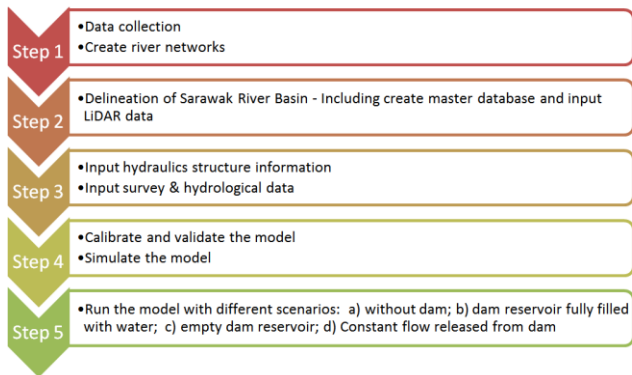 Step 1
•Data collection
•Create river networks
Step 2
•Delineation of Sarawak River Basin - Including create master database and input
LiDAR data
Step 3
•Input hydraulics structure information
•Input survey & hydrological data
Step 4
•Calibrate and validate the model
•Simulate the model
Step 5
•Run the model with different scenarios: a) without dam; b) dam reservoir fully filled
with water; c) empty dam reservoir; d) Constant flow released from dam